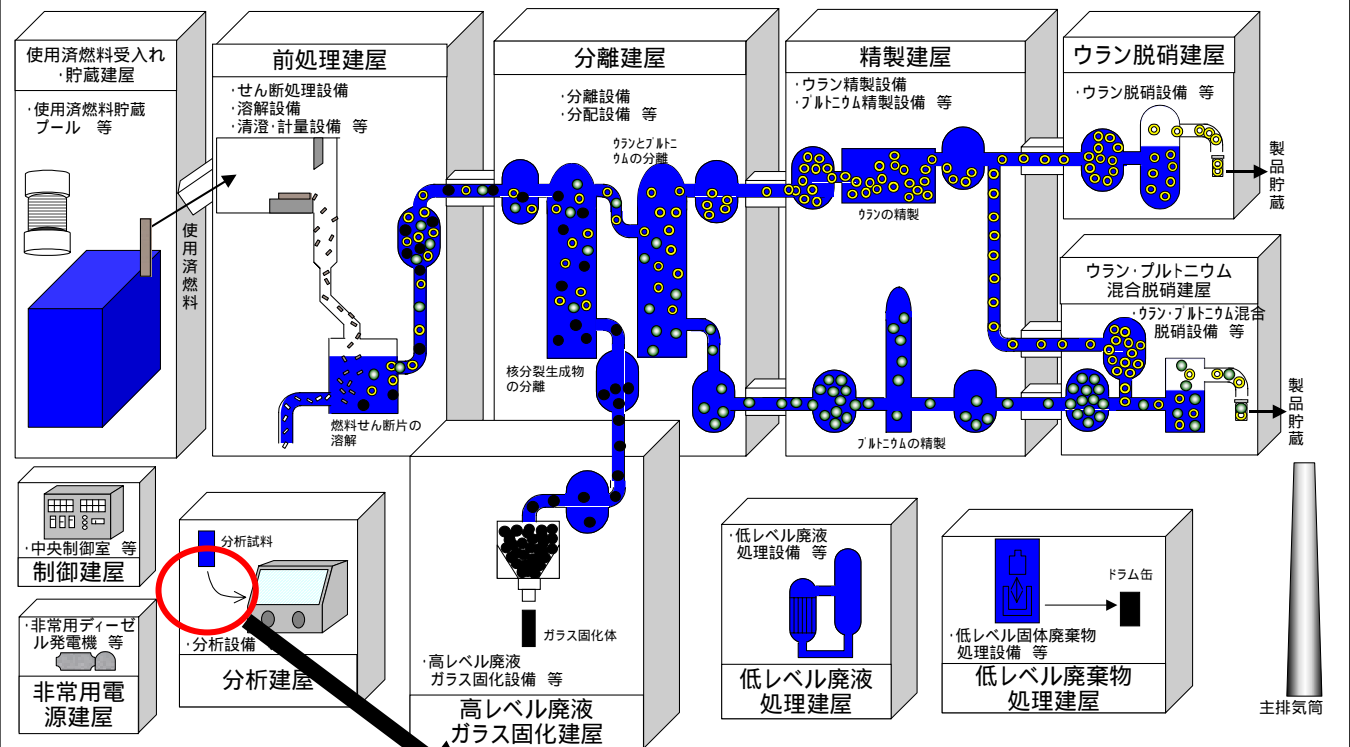 使用済燃料受入れ
・貯蔵建屋
・使用済燃料貯蔵
プール 等
使用済燃料
前処理建屋
・せん断処理設備
・溶解設備
・清澄・計量設備 等
燃料せん断片の
溶解
分離建屋
・分離設備
・分配設備 等
ウランとプルトニ
ウムの分離
核分裂生成物
の分離
精製建屋
・ウラン精製設備
・プルトニウム精製設備 等
ウランの精製
プルトニウムの精製
ウラン脱硝建屋
・ウラン脱硝設備 等
製品貯蔵
ウラン・プルトニウム
混合脱硝建屋
・ウラン・プルトニウム混合
脱硝設備 等
製品貯蔵
・中央制御室 等
制御建屋
・非常用ディーゼ
ル発電機 等
非常用電
源建屋
分析試料
・分析設備 等
分析建屋
ガラス固化体
・高レベル廃液
ガラス固化設備 等
高レベル廃液
ガラス固化建屋
・低レベル廃液
処理設備 等
低レベル廃液
処理建屋
ドラム缶
・低レベル固体廃棄物
処理設備 等
低レベル廃棄物
処理建屋
主排気筒